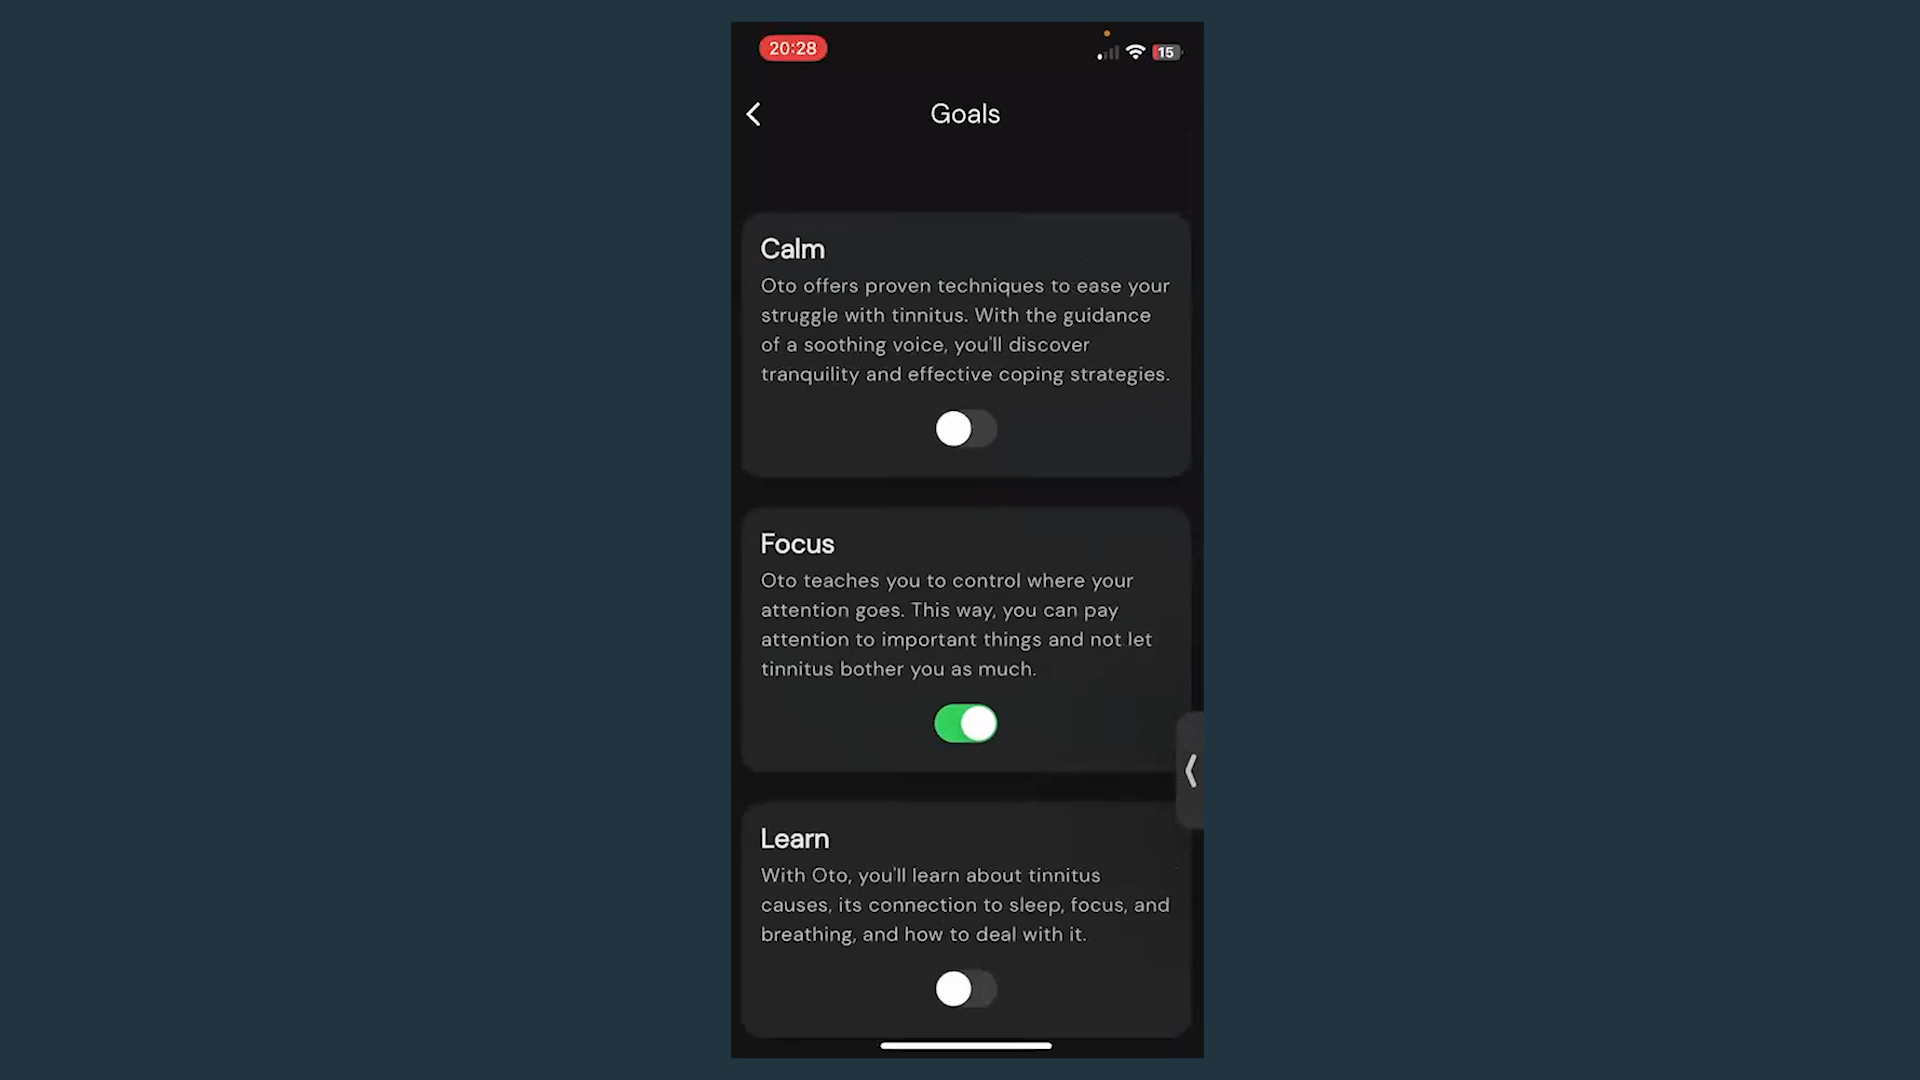 20:28
15
Goals
Calm
Oto offers proven techniques to ease your
struggle with tinnitus. With the guidance
of a soothing voice, you'll discover
tranquility and effective coping strategies.
Focus
Oto teaches you to control where your
attention goes. This way, you can pay
attention to important things and not let
tinnitus bother you as much.
Learn
With Oto, you'll learn about tinnitus
causes, its connection to sleep, focus, and
breathing, and how to deal with it.